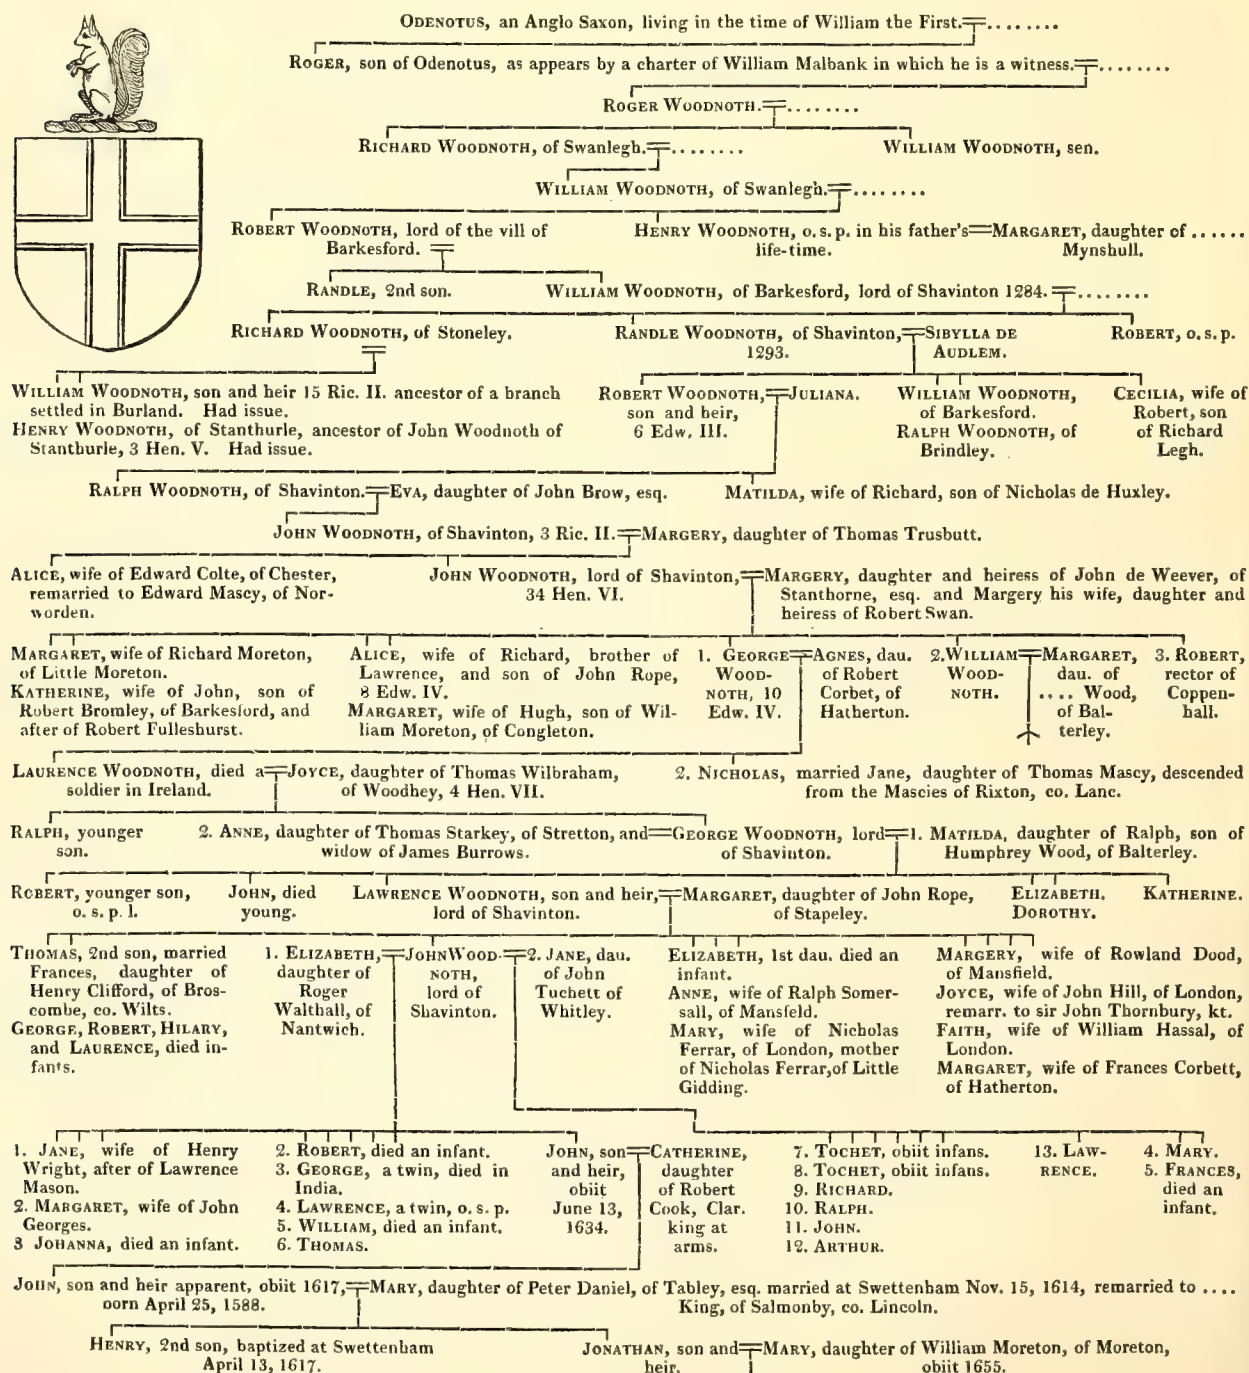 ODENOTUS, an Anglo Saxon, living in the time of William the First.=........
ROGER, son of Odenotus, as appears by a charter of William Malbank in which he is a witness.=........
ROGER WOODNOTH.=........
RICHARD WOODNOTH, of Swanlegh.=........
WILLIAM WOODNOTH, sen.
WILLIAM WOODNOTH, of Swanlegh.=........
ROBERT WOODNOTH, lord of the vill of
Barkesford. =
HENRY WOODNOTH, o.s.p. in his father's
life-time.
=MARGARET, daughter of ......
Mynshull.
RANDLE, 2nd son.
WILLIAM WOODNOTH, of Barkesford, lord of Shavinton 1284. =........
RICHARD WOODNOTH, of Stoneley.
=
RANDLE WOODNOTH, of Shavinton,
1293.
=SIBYLLA DE
AUDLEM.
ROBERT, o.s.p.
WILLIAM WOODNOTH, son and heir 15 Ric. II. ancestor of a branch
settled in Burland. Had issue.
HENRY WOODNOTH, of Stanthurle, ancestor of John Woodnoth of
Stanthurle, 3 Hen. V. Had issue.
ROBERT WOODNOTH,
son and heir,
6 Edw. III.
=JULIANA.
WILLIAM WOODNOTH,
of Barkesford.
RALPH WOODNOTH, of
Brindley.
CECILIA, wife of
Robert, son
of Richard
Legh.
RALPH WOODNOTH, of Shavinton.=EVA, daughter of John Brow, esq.
MATILDA, wife of Richard, son of Nicholas de Huxley.
JOHN WOODNOTH, of Shavinton, 3 Ric. II.=MARGERY, daughter of Thomas Trusbutt.
ALICE, wife of Edward Colte, of Chester,
remarried to Edward Mascy, of Nor-
worden.
JOHN WOODNOTH, lord of Shavinton,
34 Hen. VI.
=MARGERY, daughter and heiress of John de Weever, of
Stanthorne, esq. and Margery his wife, daughter and
heiress of Robert Swan.
MARGARET, wife of Richard Moreton,
of Little Moreton.
KATHERINE, wife of John, son of
Robert Bromley, of Barkesford, and
after of Robert Fulleshurst.
ALICE, wife of Richard, brother of
Lawrence, and son of John Rope,
8 Edw. IV.
MARGARET, wife of Hugh, son of Wil-
liam Moreton, of Congleton.
1. GEORGE
WOOD-
NOTH, 10
Edw. IV.
=AGNES, dau.
of Robert
Corbet, of
Hatherton.
2.WILLIAM
WOOD-
NOTH.
=MARGARET,
dau. of
.... Wood,
of Bal-
terley.
3. ROBERT,
rector of
Coppen-
hall.
LAURENCE WOODNOTH, died a
soldier in Ireland.
=JOYCE, daughter of Thomas Wilbraham,
of Woodhey, 4 Hen. VII.
2. NICHOLAS, married Jane, daughter of Thomas Mascy, descended
from the Mascies of Rixton, co. Lanc.
RALPH, younger
son.
2. ANNE, daughter of Thomas Starkey, of Stretton, and
widow of James Burrows.
=GEORGE WOODNOTH, lord
of Shavinton.
=1. MATILDA, daughter of Ralph, son of
Humphrey Wood, of Balterley.
ROBERT, younger son,
o. s. p. l.
JOHN, died
young.
LAWRENCE WOODNOTH, son and heir,
lord of Shavinton.
=MARGARET, daughter of John Rope,
of Stapeley.
ELIZABETH.
DOROTHY.
KATHERINE.
THOMAS, 2nd son, married
Frances, daughter of
Henry Clifford, of Bros-
combe, co. Wilts.
GEORGE, ROBERT, HILARY,
and LAURENCE, died in-
fants.
1. ELIZABETH,
daughter of
Roger
Walthall, of
Nantwich.
=JOHN WOOD-
NOTH,
lord of
Shavinton.
=2. JANE, dau.
of John
Tuchett of
Whitley.
ELIZABETH, 1st dau. died an
infant.
ANNE, wife of Ralph Somer-
sall, of Mansfeld.
MARY, wife of Nicholas
Ferrar, of London, mother
of Nicholas Ferrar, of Little
Gidding.
MARGERY, wife of Rowland Dood,
of Mansfield.
JOYCE, wife of John Hill, of London,
remarr. to sir John Thornbury, kt.
FAITH, wife of William Hassal, of
London.
MARGARET, wife of Frances Corbett,
of Hatherton.
1. JANE, wife of Henry
Wright, after of Lawrence
Mason.
2. MARGARET, wife of John
Georges.
3 JOHANNA, died an infant.
2. ROBERT, died an infant.
3. GEORGE, a twin, died in
India.
4. LAWRENCE, a twin, o. s. p.
5. WILLIAM, died an infant.
6. THOMAS.
JOHN, son
and heir,
obiit
June 13,
1634.
=CATHERINE,
daughter
of Robert
Cook, Clar.
king at
arms.
7. TOCHET, obiit infans.
8. TOCHET, obiit infans.
9. RICHARD.
10. RALPH.
11. JOHN.
12. ARTHUR.
13. LAW-
RENCE.
4. MARY.
5. FRANCES,
died an
infant.
JOHN, son and heir apparent, obiit 1617,
born April 25, 1588.
=MARY, daughter of Peter Daniel, of Tabley, esq. married at Swettenham Nov. 15, 1614, remarried to ....
King, of Salmonby, co. Lincoln.
HENRY, 2nd son, baptized at Swettenham
April 13, 1617.
JONATHAN, son and
heir.
=MARY, daughter of William Moreton, of Moreton,
obiit 1655.